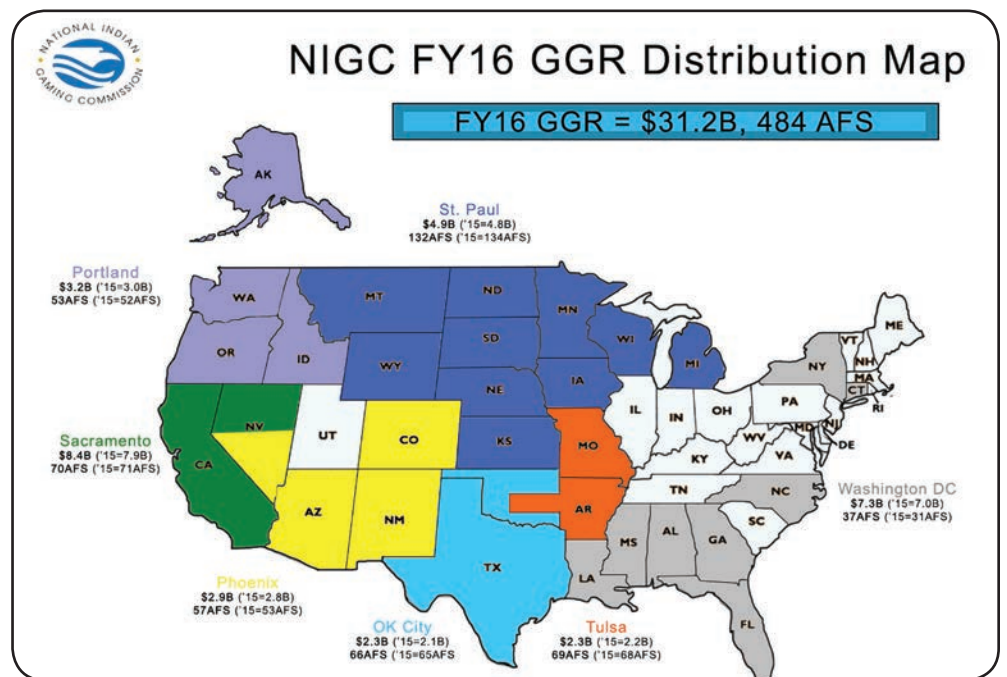 NATIONAL INDIAN
GAMING COMMISSION
NIGC FY16 GGR Distribution Map
FY16 GGR = $31.2B, 484 AFS
AK
St. Paul
$4.9B ('15=4.8B)
132AFS ('15=134AFS)
Portland
$3.2B ('15=3.0B)
53AFS ('15=52AFS)
WA
OR
ID
MT
WY
ND
SD
NE
KS
MN
IA
WI
MI
Sacramento
$8.4B ('15=7.9B)
70AFS ('15=71AFS)
CA
NV
UT
CO
AZ
NM
Phoenix
$2.9B ('15=2.8B)
57AFS ('15=53AFS)
TX
OK City
$2.3B ('15=2.1B)
66AFS ('15=65AFS
MO
AR
Tulsa
$2.3B ('15=2.2B)
69AFS ('15=68AFS)
IL
IN
OH
KY
TN
WV
VA
PA
NY
VT
NH
ME
MA
CT
RI
NJ
MD
DE
NC
SC
Washington DC
$7.3B ('15=7.0B)
37AFS ('15=31AFS)
LA
MS
AL
GA
FL